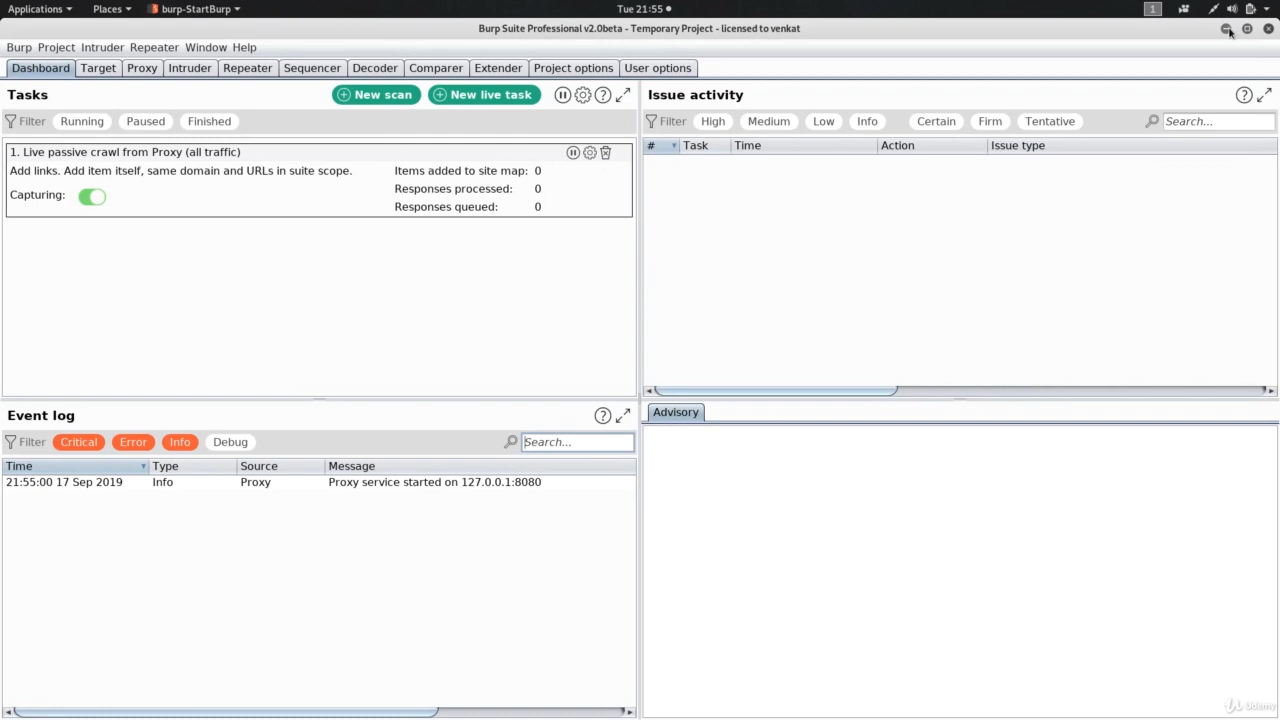 Applications Places burp-StartBurp Tue 21:55 1
Burp Suite Professional v2.0beta - Temporary Project - licensed to venkat
Burp Project Intruder Repeater Window Help
Dashboard Target Proxy Intruder Repeater Sequencer Decoder Comparer Extender Project options User options
Tasks New scan New live task
Filter Running Paused Finished
1. Live passive crawl from Proxy (all traffic)
Add links. Add item itself, same domain and URLs in suite scope. Items added to site map: 0
Capturing: Responses processed: 0
Responses queued: 0
Issue activity
Filter High Medium Low Info Certain Firm Tentative Search...
# Task Time Action Issue type
Event log
Filter Critical Error Info Debug Search...
Time Type Source Message
21:55:00 17 Sep 2019 Info Proxy Proxy service started on 127.0.0.1:8080
Advisory
Udemy